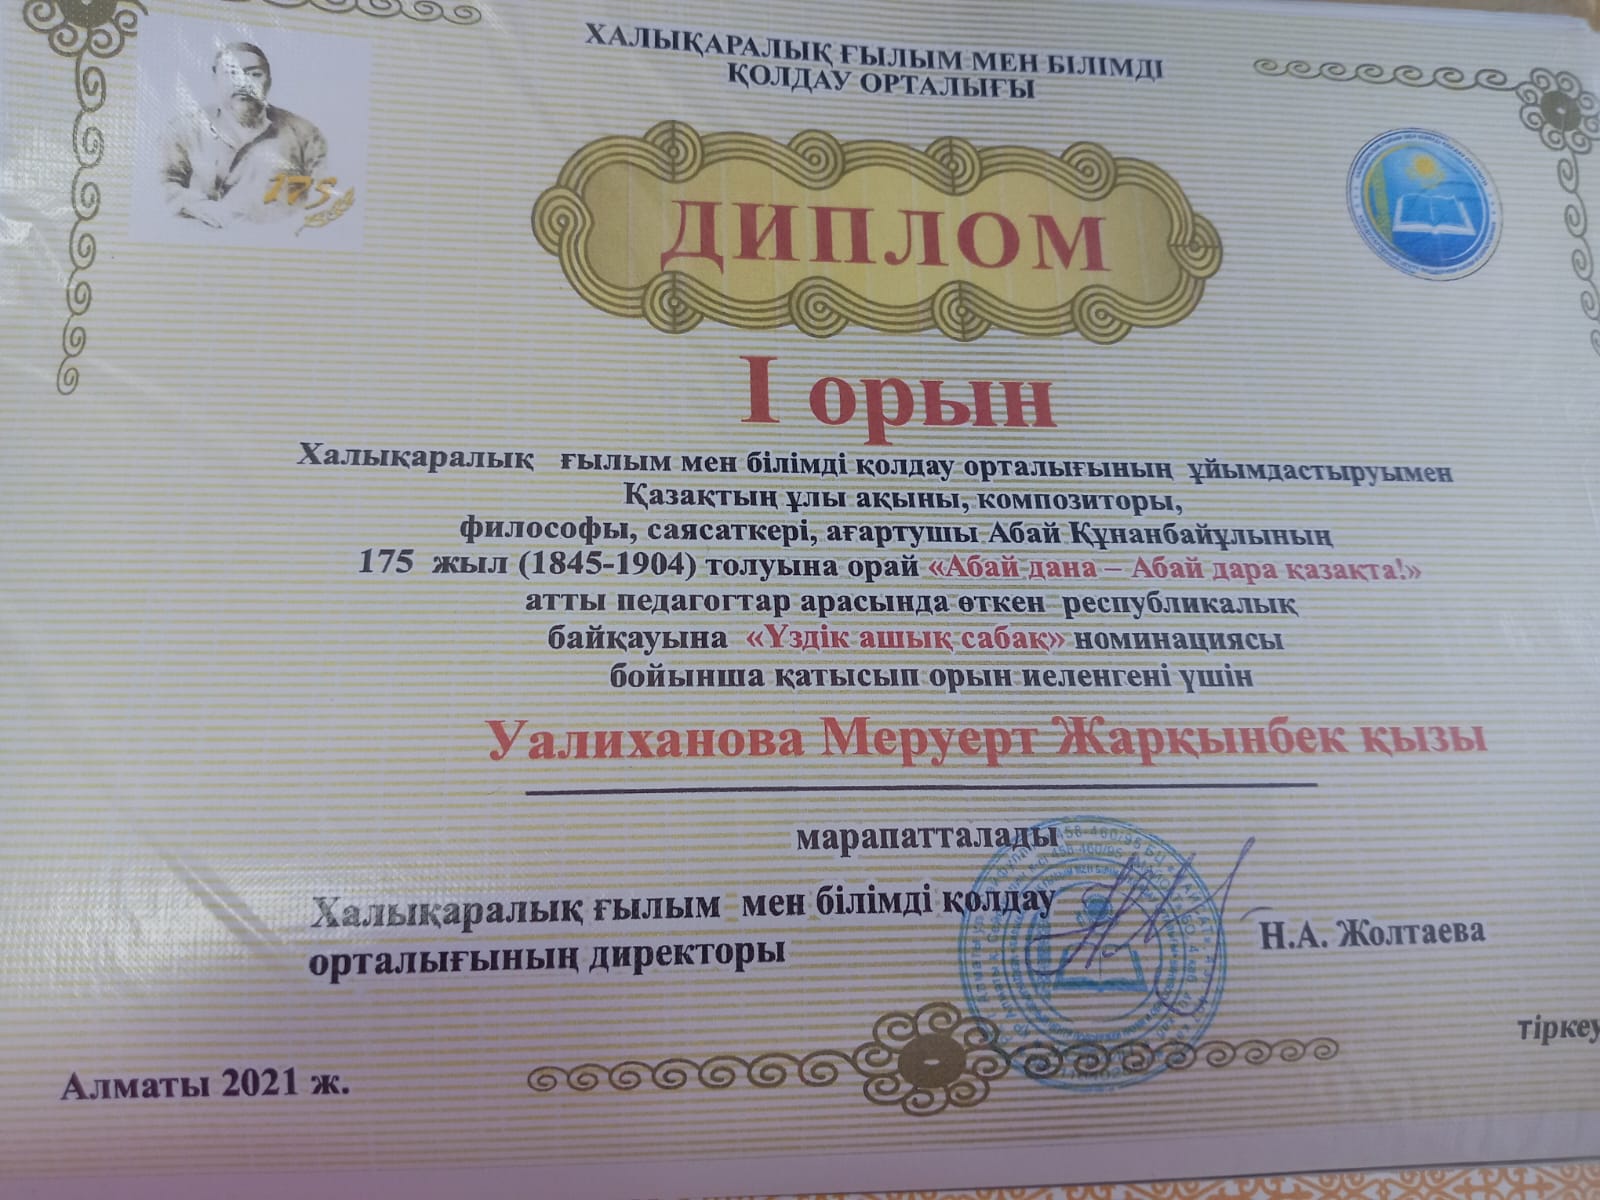 ХАЛЫҚАРАЛЫҚ ҒЫЛЫМ МЕН БІЛІМДІ
ҚОЛДАУ ОРТАЛЫҒЫ
175
ДИПЛОМ
І орын
Халықаралық ғылым мен білімді қолдау орталығының ұйымдастыруымен
Қазақтың ұлы ақыны, композиторы,
философы, саясаткері, ағартушы Абай Құнанбайұлының
175 жыл (1845-1904) толуына орай «Абай дана – Абай дара қазақта!»
атты педагогтар арасында өткен республикалық
байқауына «Үздік ашық сабақ» номинациясы
бойынша қатысып орын иеленгені үшін
Уалиханова Меруерт Жарқынбек қызы
марапатталады
Халықаралық ғылым мен білімді қолдау
орталығының директоры
Н.А. Жолтаева
тіркеу
Алматы 2021 ж.